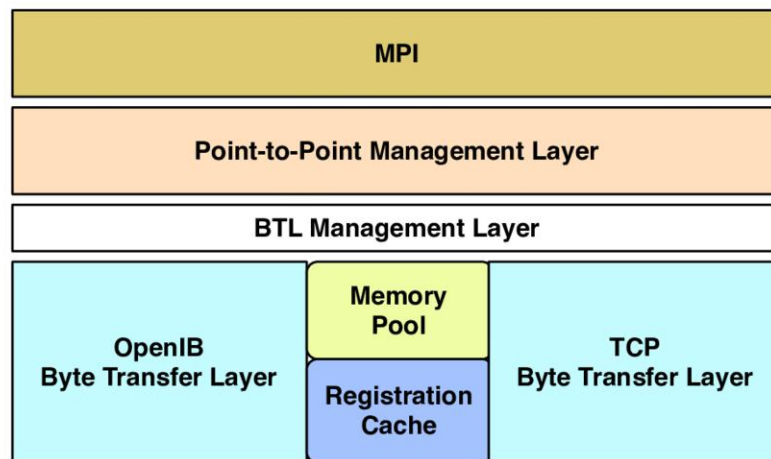 MPI
Point-to-Point Management Layer
BTL Management Layer
OpenIB
Byte Transfer Layer
Memory
Pool
Registration
Cache
TCP
Byte Transfer Layer